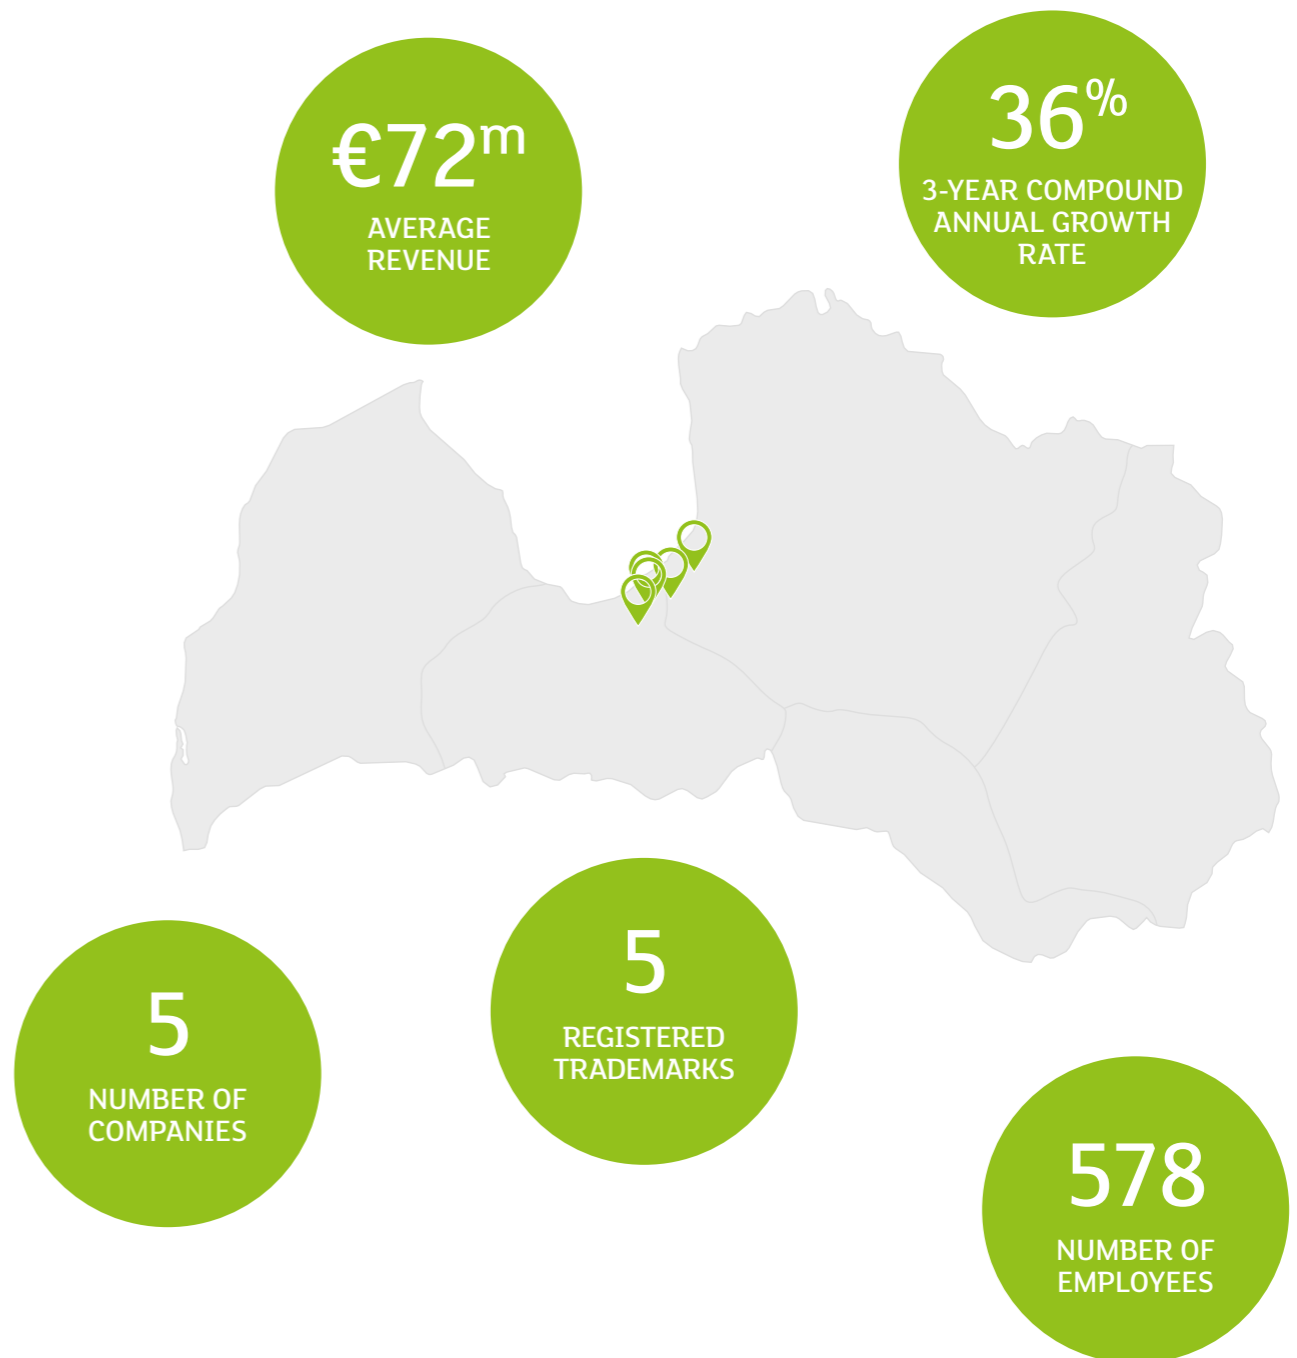 €72m
AVERAGE
REVENUE
36%
3-YEAR COMPOUND
ANNUAL GROWTH
RATE
5
NUMBER OF
COMPANIES
5
REGISTERED
TRADEMARKS
578
NUMBER OF
EMPLOYEES